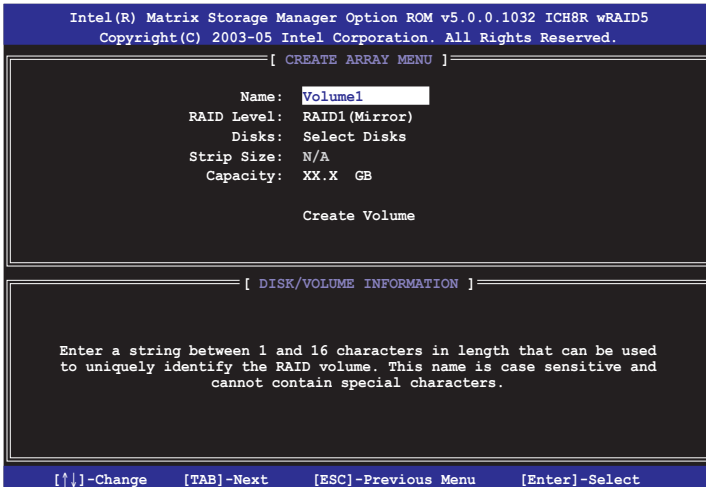 Intel(R) Matrix Storage Manager Option ROM v5.0.0.1032 ICH8R wRAID5
Copyright(C) 2003-05 Intel Corporation. All Rights Reserved.
[ CREATE ARRAY MENU ]
Name: Volume1
RAID Level: RAID1(Mirror)
Disks: Select Disks
Strip Size: N/A
Capacity: XX.X GB
Create Volume
[ DISK/VOLUME INFORMATION ]
Enter a string between 1 and 16 characters in length that can be used
to uniquely identify the RAID volume. This name is case sensitive and
cannot contain special characters.
[↑↓]-Change [TAB]-Next [ESC]-Previous Menu [Enter]-Select